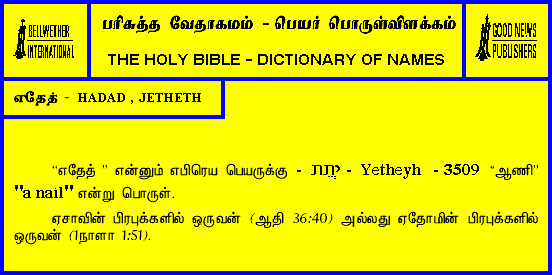 BELLWETHER
INTERNATIONAL
பரிசுத்த வேதாகமம் - பெயர் பொருள்விளக்கம்
THE HOLY BIBLE - DICTIONARY OF NAMES
GOOD NEWS
PUBLISHERS
எதேத் - HADAD , JETHETH
“எதேத் ” என்னும் எபிரெய பெயருக்கு - יְתֵת - Yetheyh - 3509 “ஆணி”
"a nail" என்று பொருள்.
ஏசாவின் பிரபுக்களில் ஒருவன் (ஆதி 36:40) அல்லது ஏதோமின் பிரபுக்களில்
ஒருவன் (1நாளா 1:51).